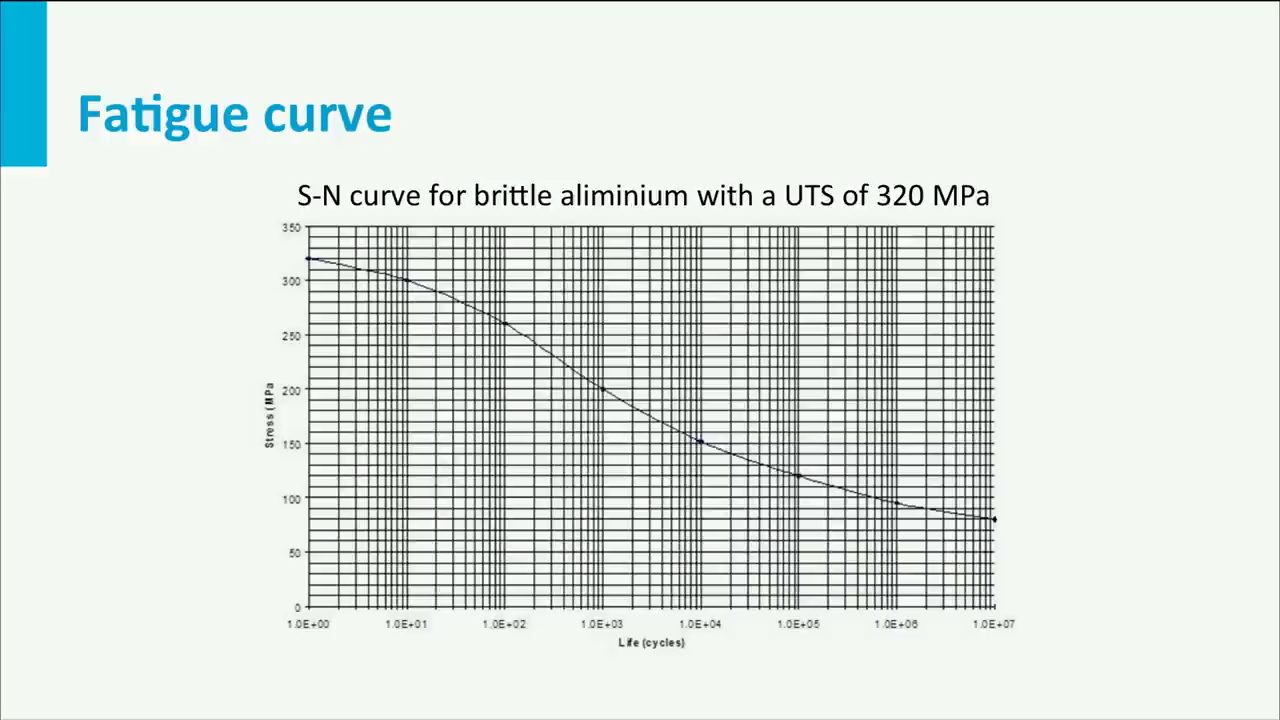 Fatigue curve
S-N curve for brittle aliminium with a UTS of 320 MPa
350
300
250
200
150
100
50
0
Stress (MPa
1.0E+00 1.0E+01 1.0E+02 1.0E+03 1.0E+04 1.0E+05 1.0E+06 1.0E+07
Life (cycles)